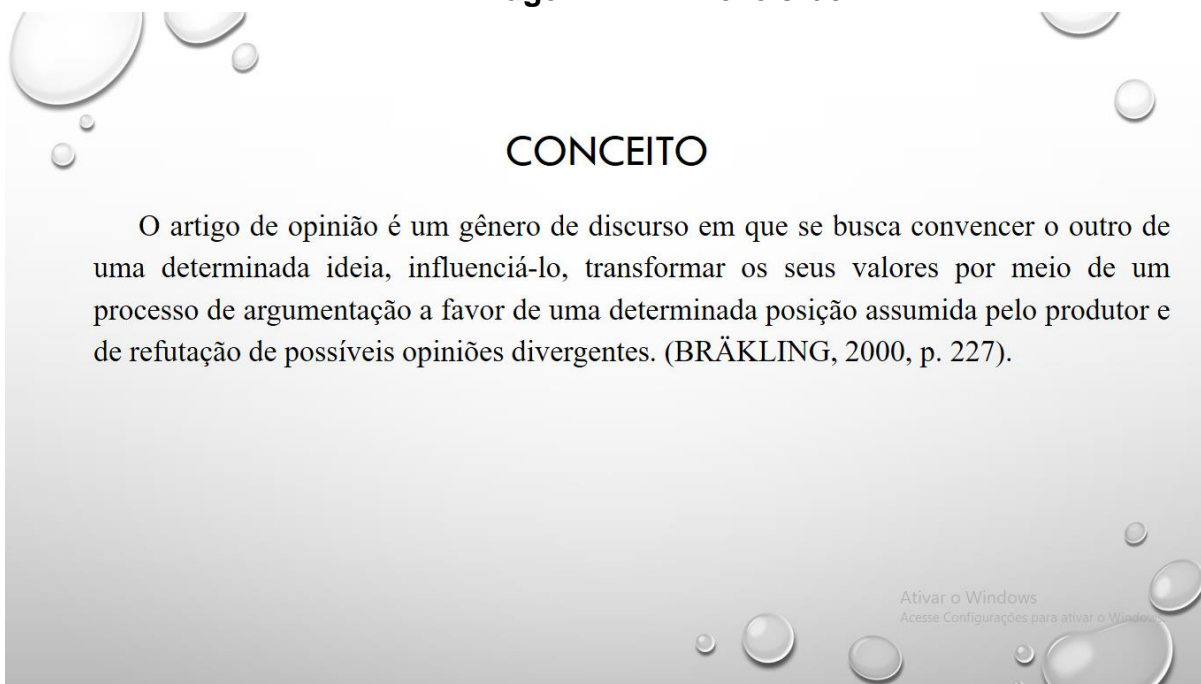 CONCEITO
O artigo de opinião é um gênero de discurso em que se busca convencer o outro de
uma determinada ideia, influenciá-lo, transformar os seus valores por meio de um
processo de argumentação a favor de uma determinada posição assumida pelo produtor e
de refutação de possíveis opiniões divergentes. (BRÄKLING, 2000, p. 227).
Ativar o Windows
Acesse Configurações para ativar o Windows.